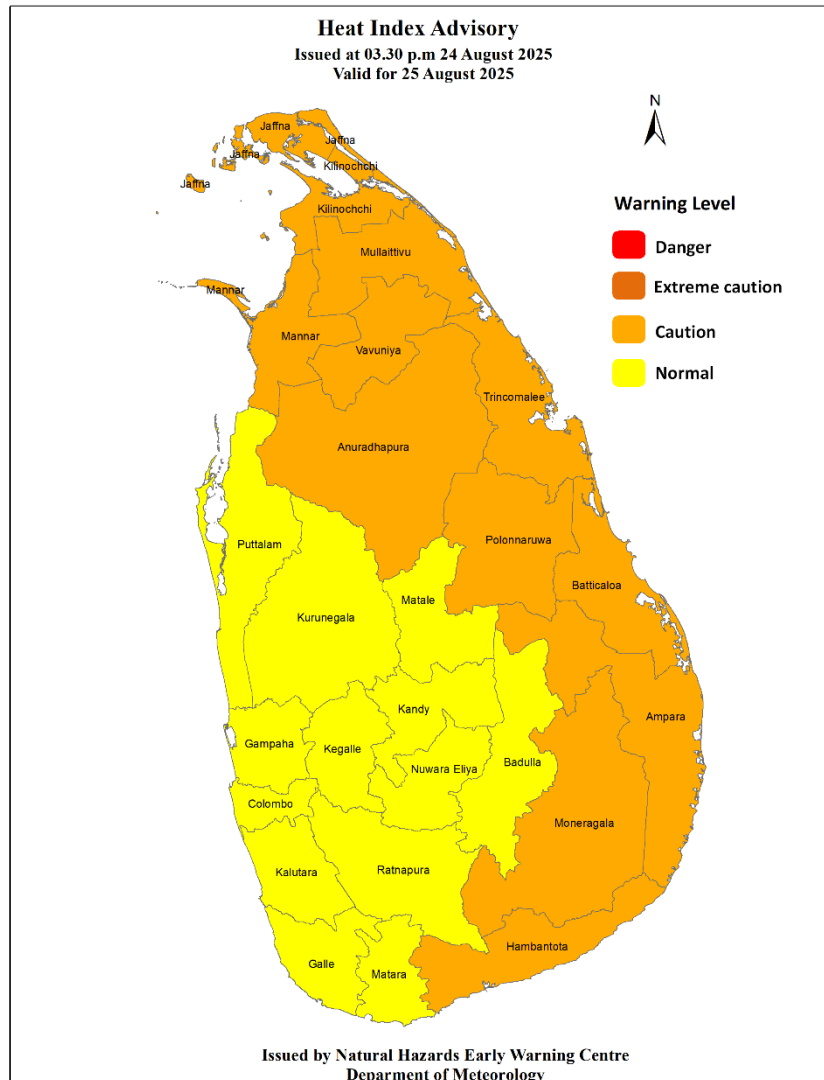 Heat Index Advisory
Issued at 03.30 p.m 24 August 2025
Valid for 25 August 2025
N
Jaffna
Jaffna
Jaffna
Kilinochchi
Jaffna
Kilinochchi
Warning Level
Danger
Mullaittivu
Extreme caution
Mannar
Caution
Mannar
Vavuniya
Normal
Trincomalee
Anuradhapura
Puttalam
Polonnaruwa
Batticaloa
Matale
Kurunegala
Kandy
Ampara
Gampaha
Kegalle
Nuwara Eliya
Badulla
Colombo
Moneragala
Kalutara
Ratnapura
Hambantota
Galle
Matara
Issued by Natural Hazards Early Warning Centre
Deparment of Meteorology